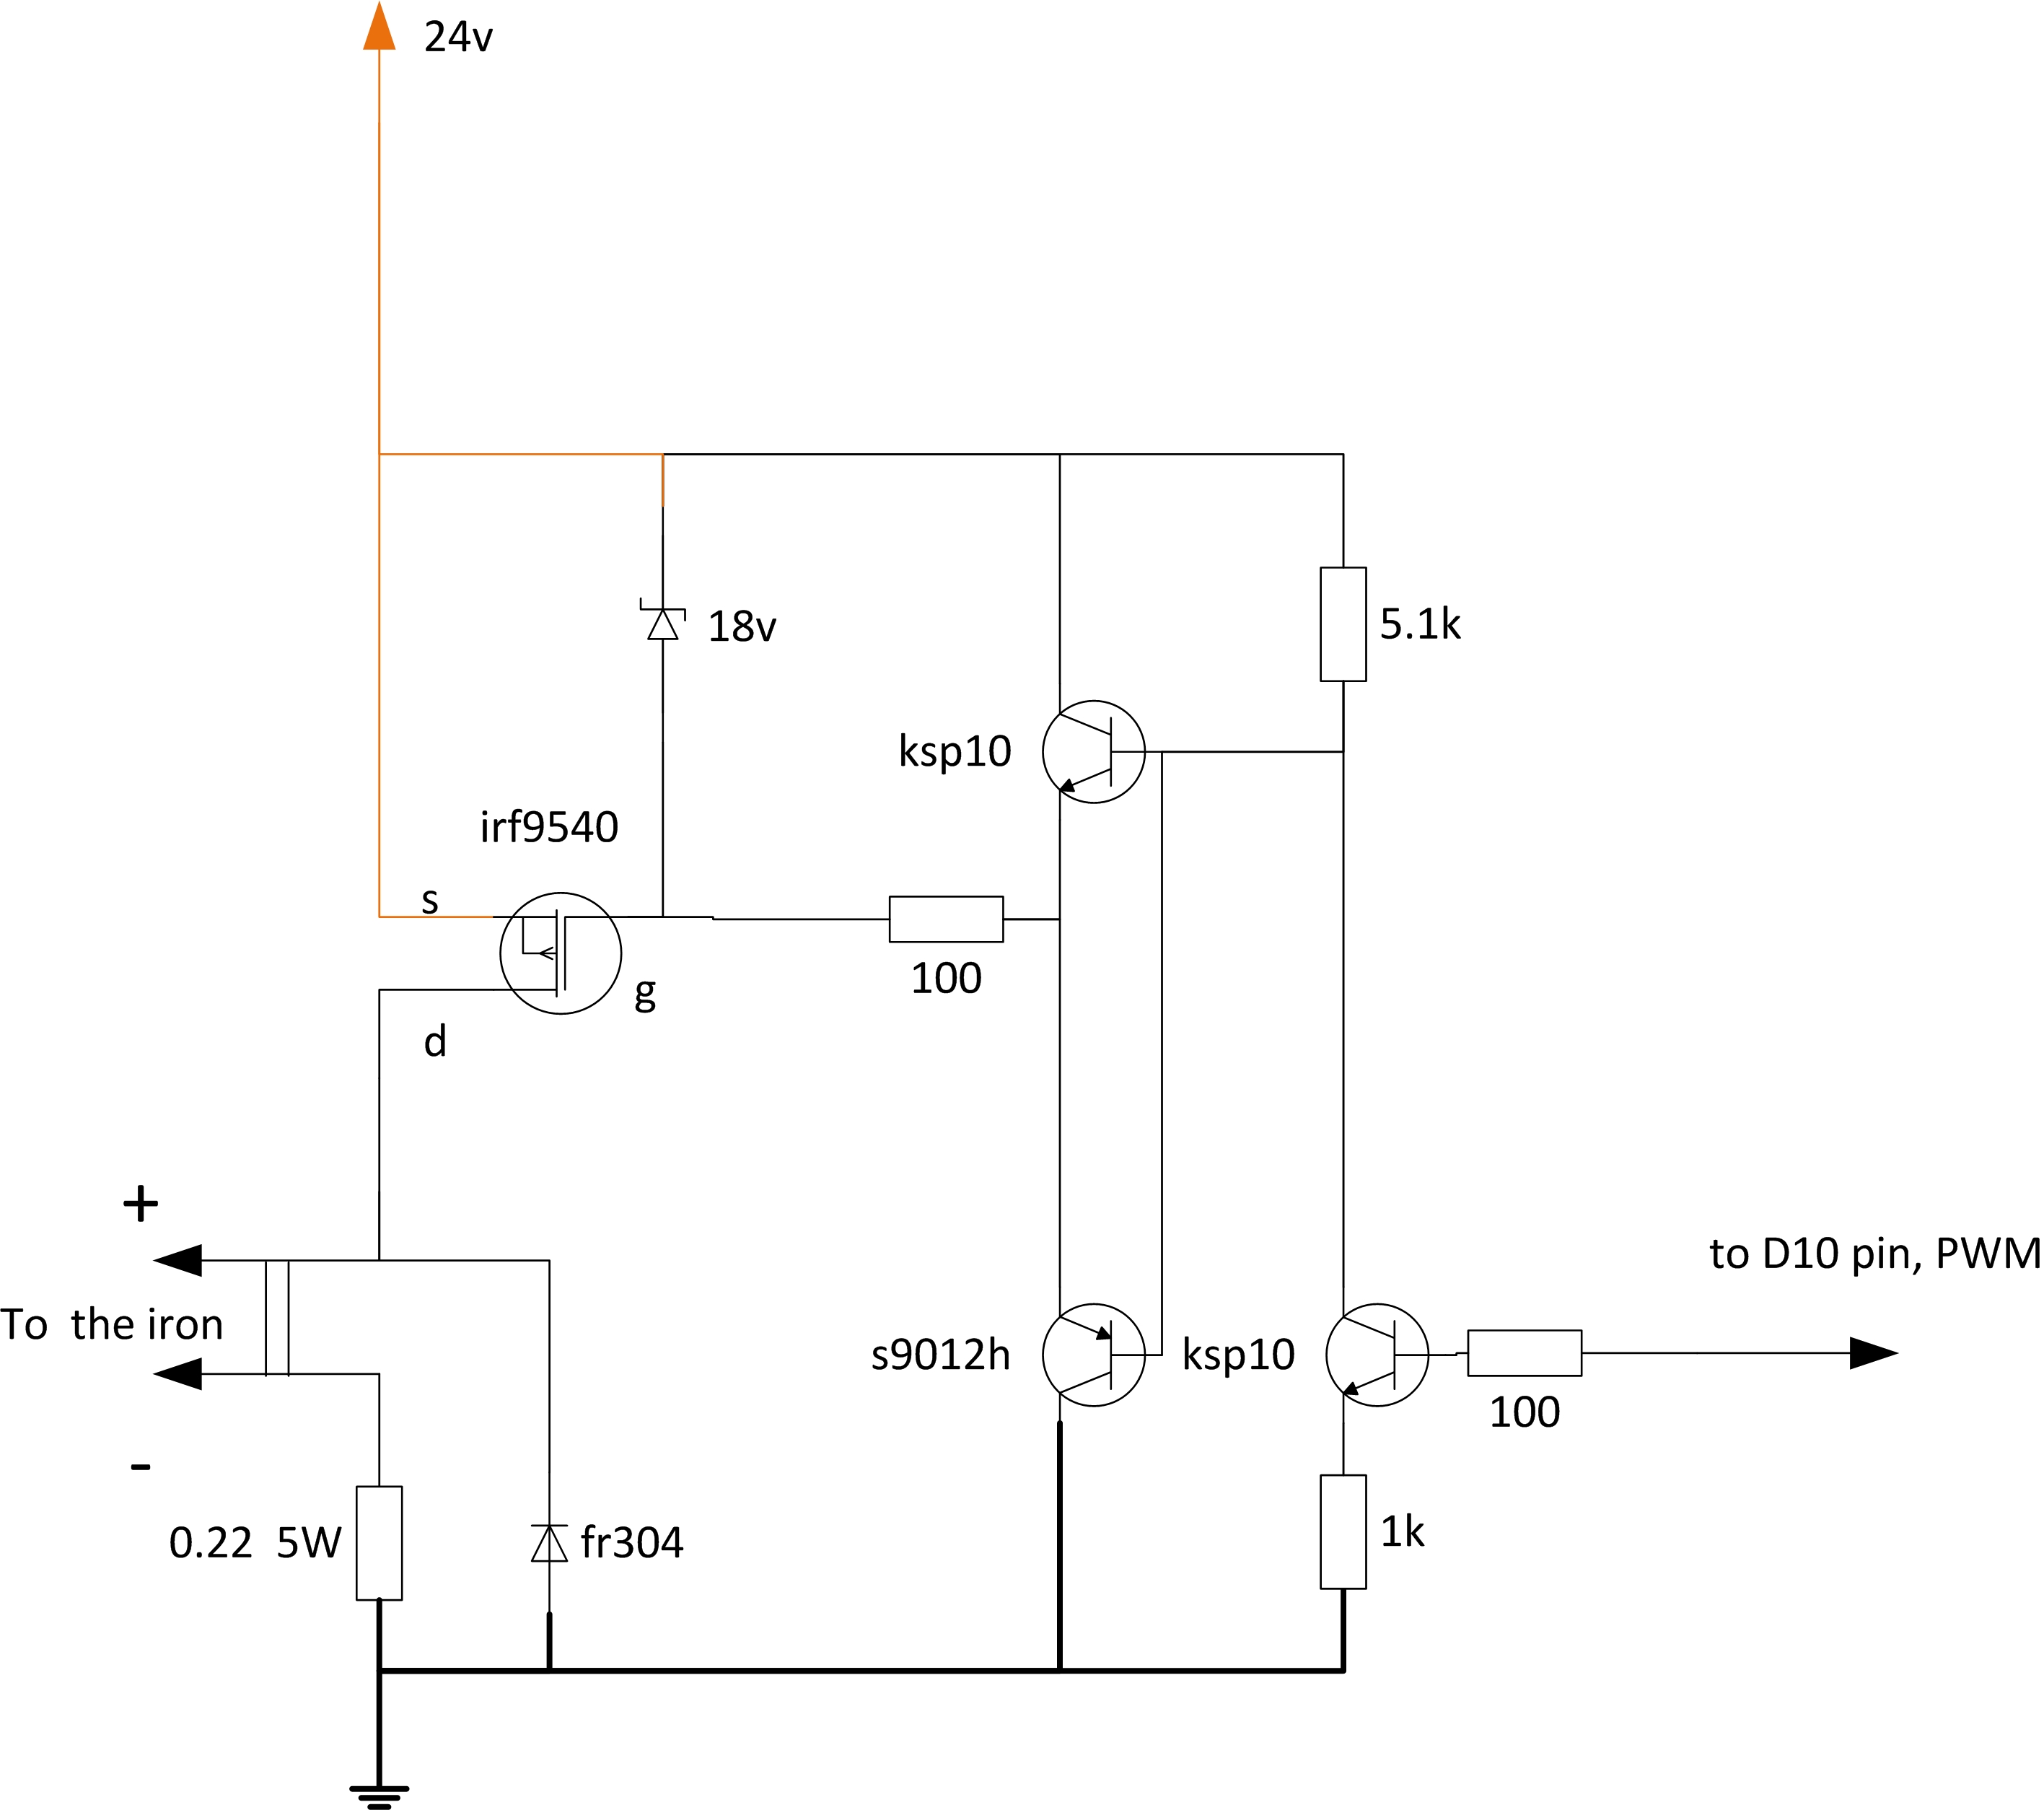 24v
18v
5.1k
ksp10
irf9540
s
100
g
d
+
to D10 pin, PWM
To the iron
s9012h
ksp10
100
-
0.22 5W
fr304
1k